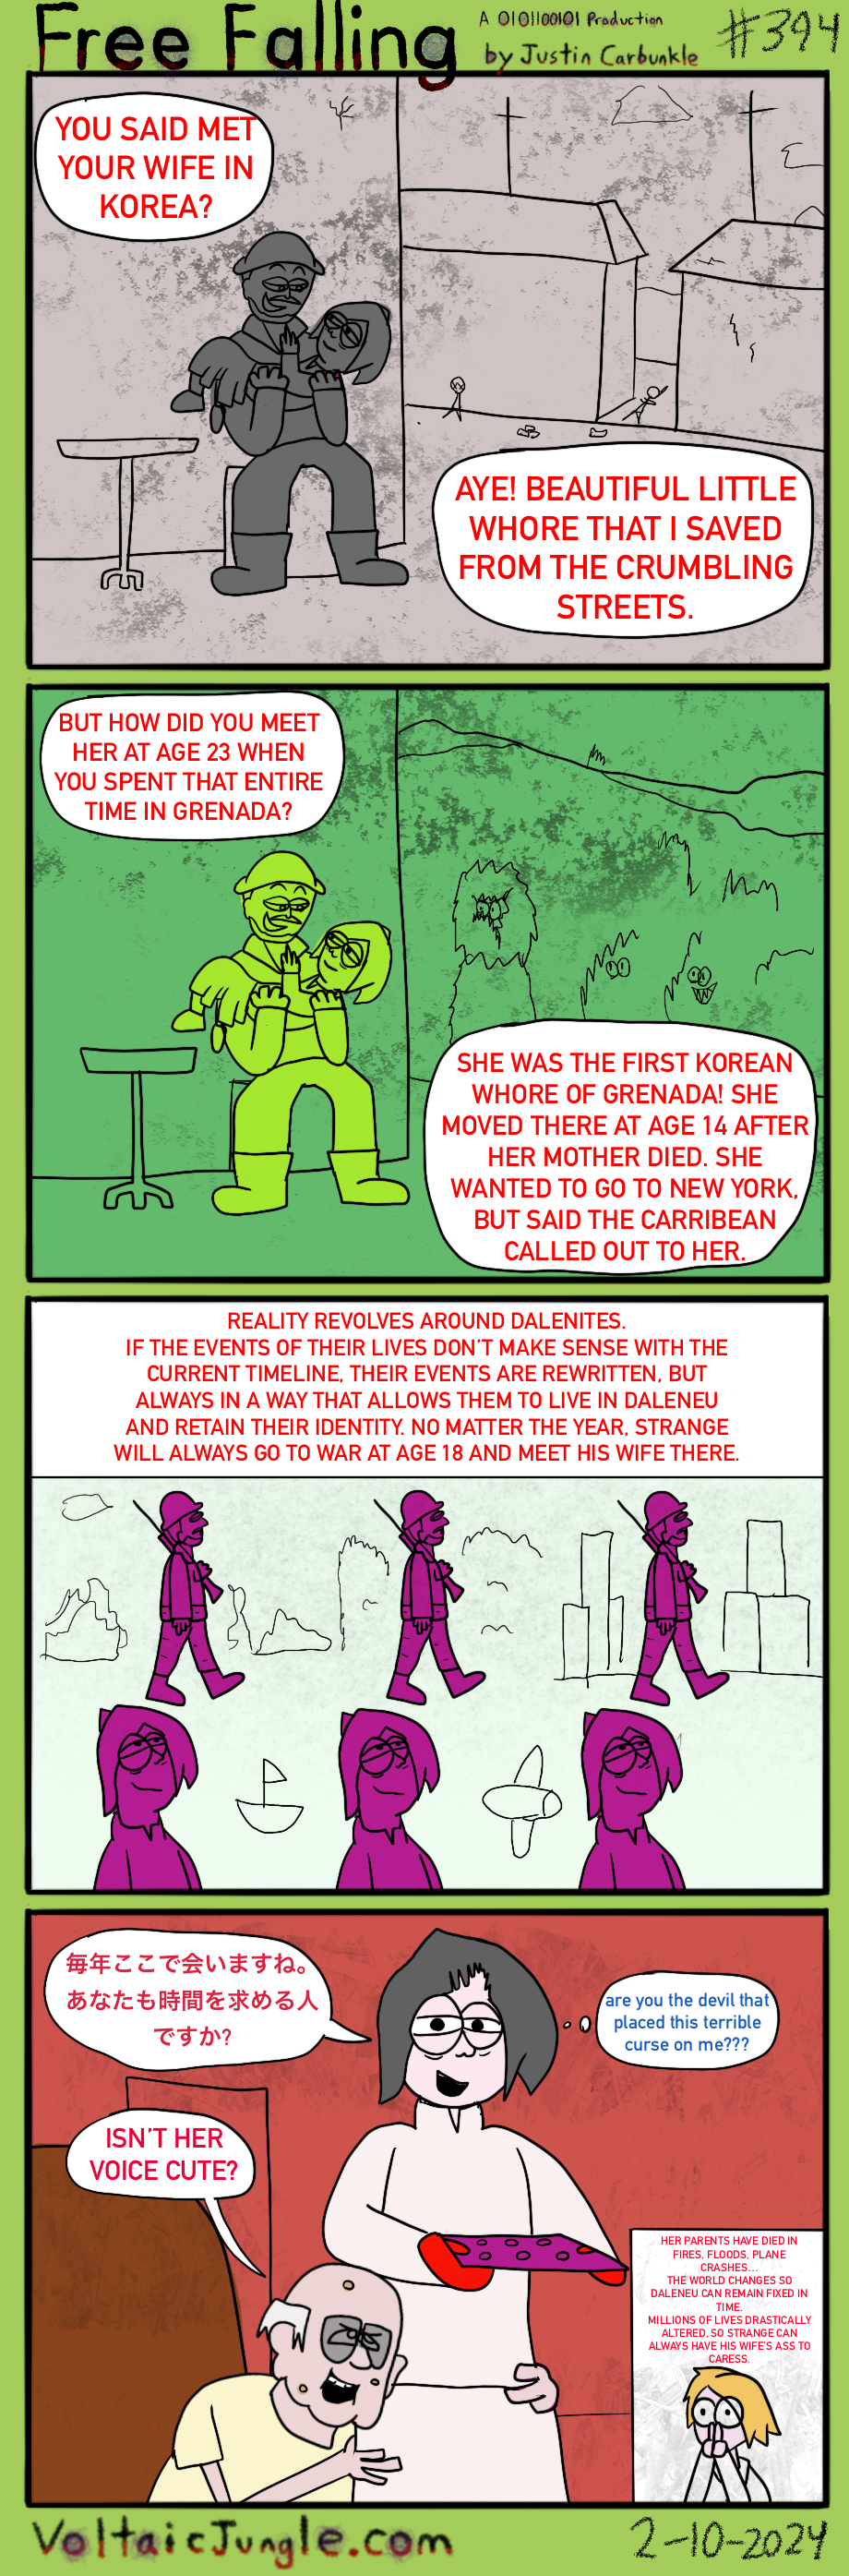 Free Falling
A 0101100101 Production
by Justin Carbunkle
#394
YOU SAID MET
YOUR WIFE IN
KOREA?
AYE! BEAUTIFUL LITTLE
WHORE THAT I SAVED
FROM THE CRUMBLING
STREETS.
BUT HOW DID YOU MEET
HER AT AGE 23 WHEN
YOU SPENT THAT ENTIRE
TIME IN GRENADA?
SHE WAS THE FIRST KOREAN
WHORE OF GRENADA! SHE
MOVED THERE AT AGE 14 AFTER
HER MOTHER DIED. SHE
WANTED TO GO TO NEW YORK,
BUT SAID THE CARRIBEAN
CALLED OUT TO HER.
REALITY REVOLVES AROUND DALENITES.
IF THE EVENTS OF THEIR LIVES DON'T MAKE SENSE WITH THE
CURRENT TIMELINE, THEIR EVENTS ARE REWRITTEN, BUT
ALWAYS IN A WAY THAT ALLOWS THEM TO LIVE IN DALENEU
AND RETAIN THEIR IDENTITY. NO MATTER THE YEAR, STRANGE
WILL ALWAYS GO TO WAR AT AGE 18 AND MEET HIS WIFE THERE.
毎年ここで会いますね。
あなたも時間を求める人
ですか?
are you the devil that
placed this terrible
curse on me???
ISN'T HER
VOICE CUTE?
HER PARENTS HAVE DIED IN
FIRES, FLOODS, PLANE
CRASHES...
THE WORLD CHANGES SO
DALENEU CAN REMAIN FIXED IN
TIME.
MILLIONS OF LIVES DRASTICALLY
ALTERED, SO STRANGE CAN
ALWAYS HAVE HIS WIFE'S ASS TO
CARESS.
VoltaicJungle.com
2-10-2024